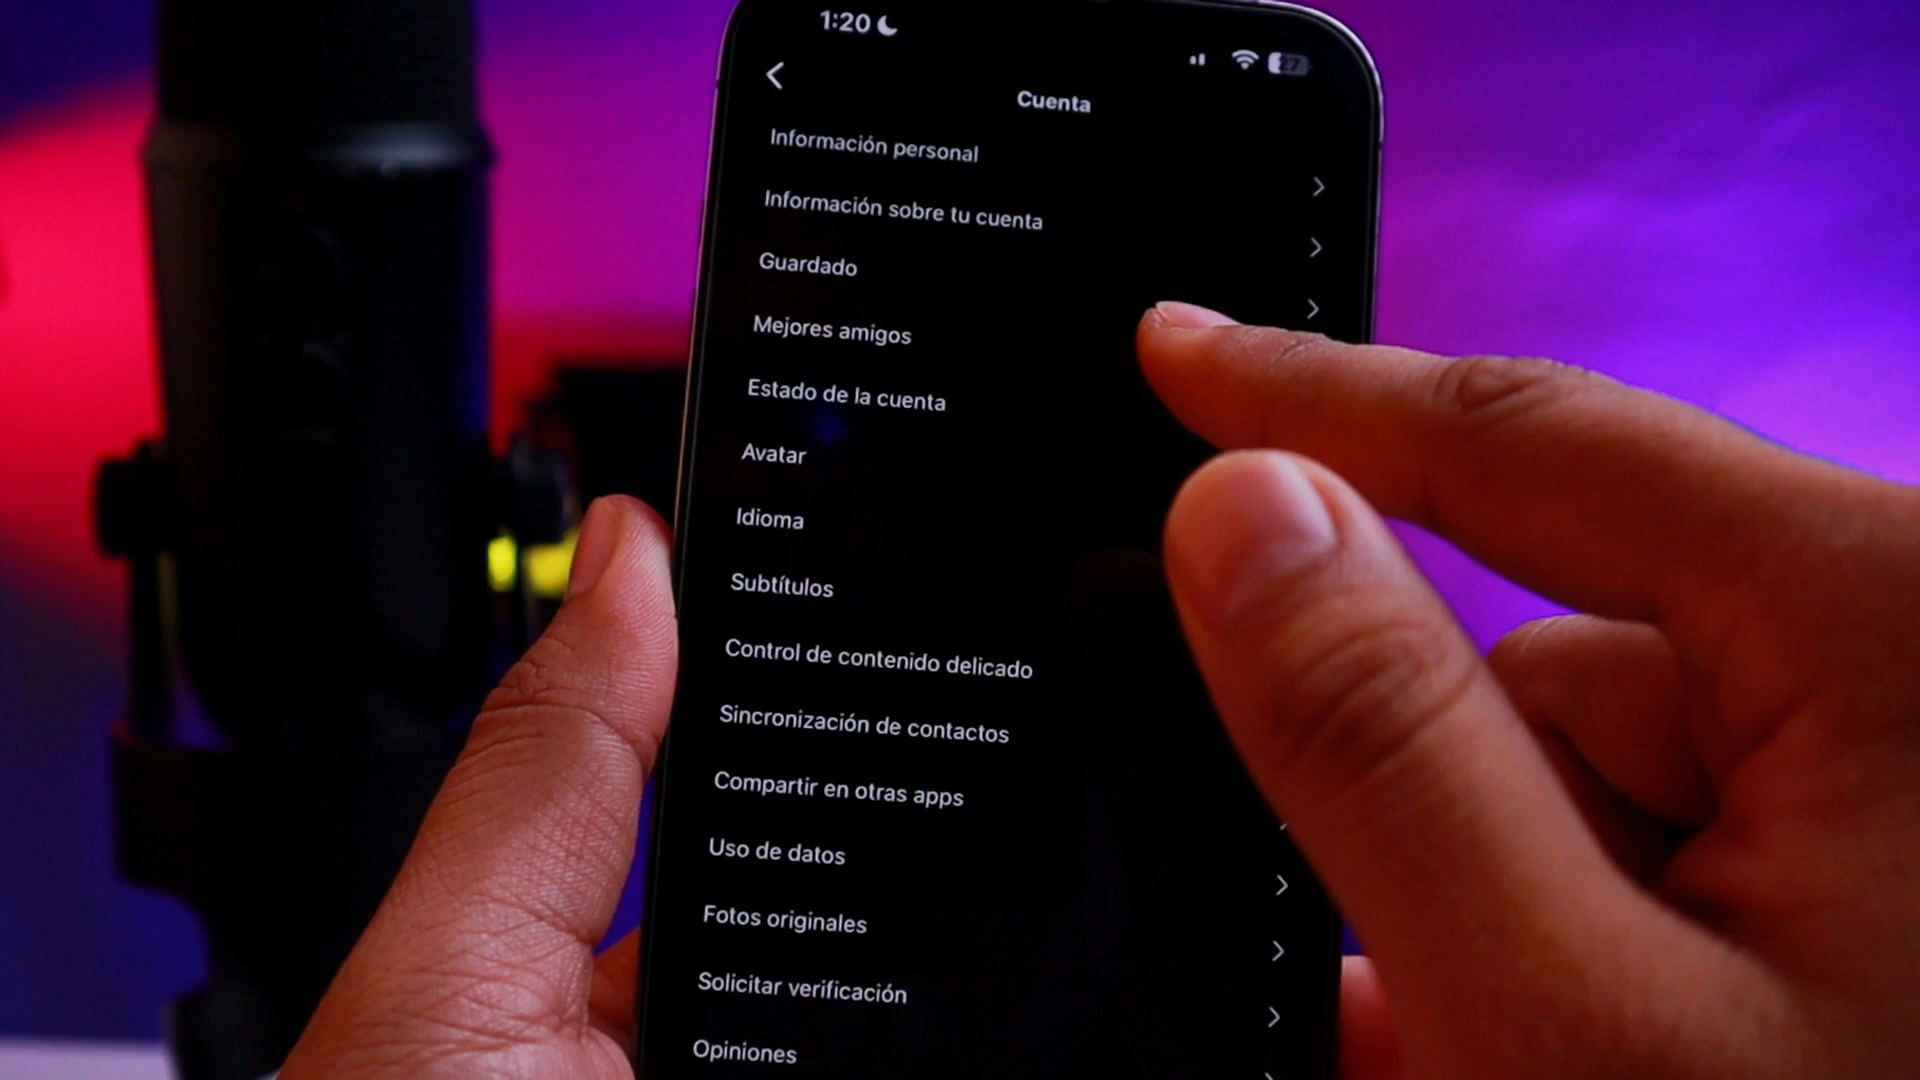 1:20
27
Cuenta
Información personal
Información sobre tu cuenta
Guardado
Mejores amigos
Estado de la cuenta
Avatar
Idioma
Subtítulos
Control de contenido delicado
Sincronización de contactos
Compartir en otras apps
Uso de datos
Fotos originales
Solicitar verificación
Opiniones